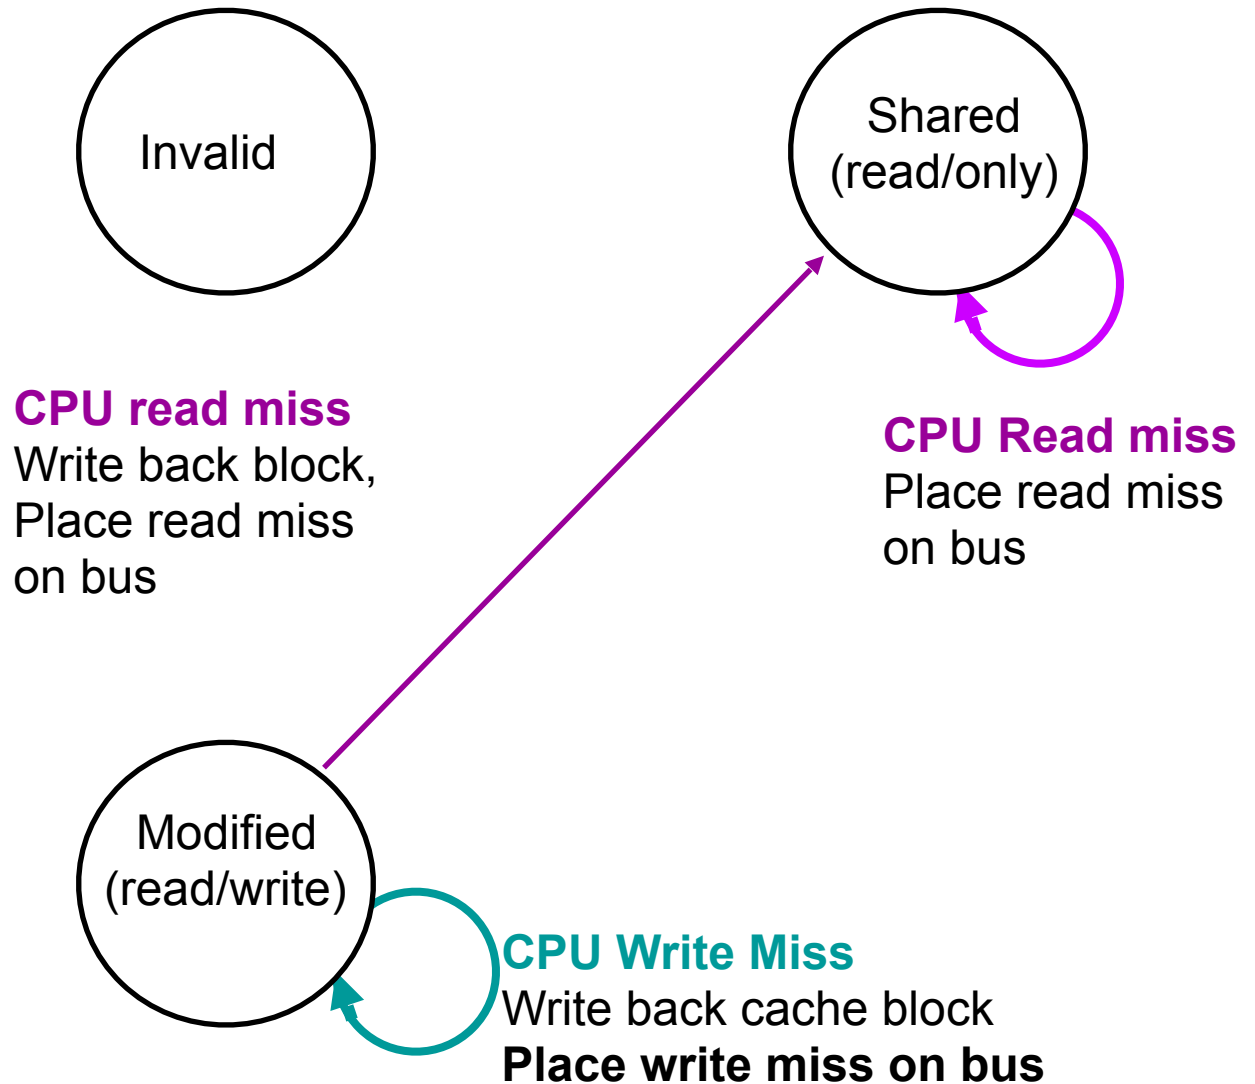 Invalid
Shared
(read/only)
CPU read miss
Write back block,
Place read miss
on bus
CPU Read miss
Place read miss
on bus
Modified
(read/write)
CPU Write Miss
Write back cache block
Place write miss on bus